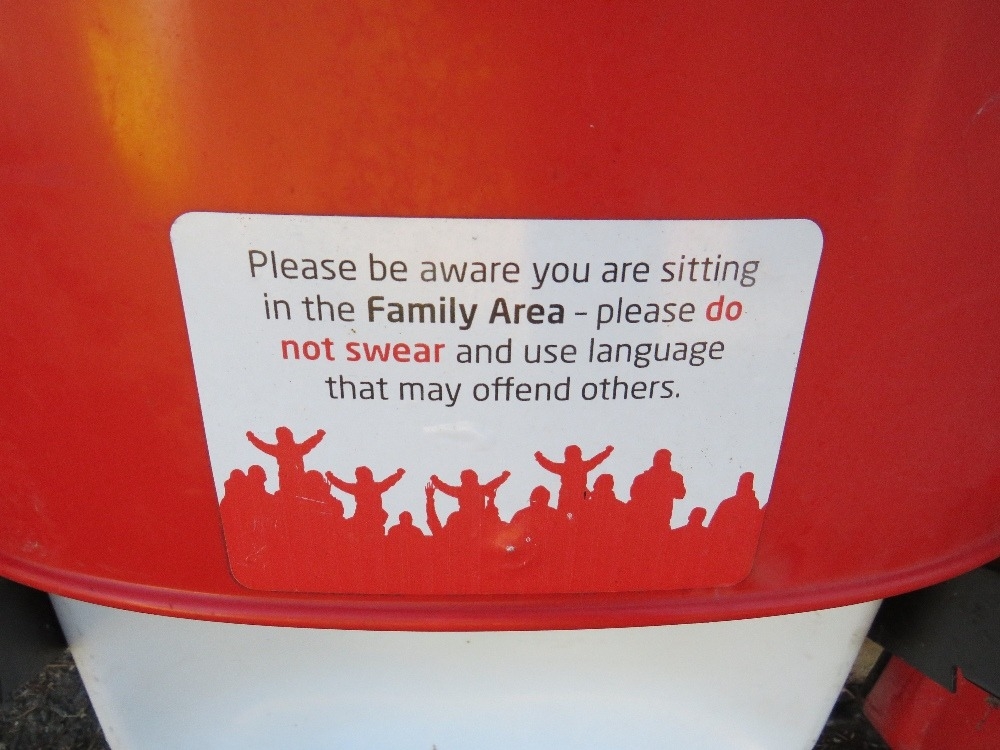 Please be aware you are sitting
in the Family Area – please do
not swear and use language
that may offend others.